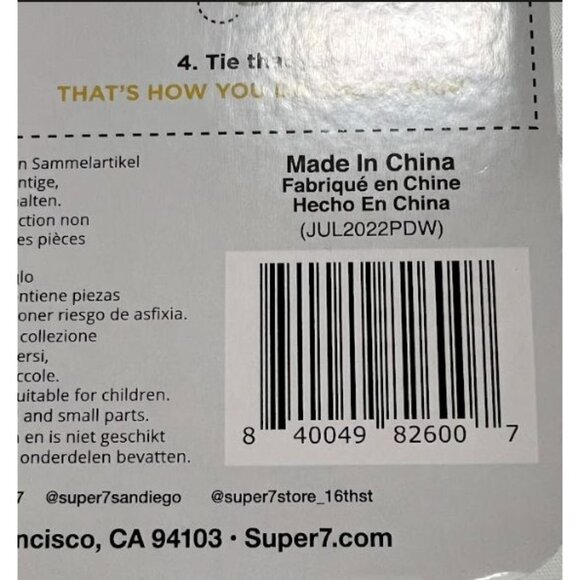 4. Tie
THAT'S HOW YOU
n Sammelartikel
ntige,
alten.
ction non
es pièces
glo
ntiene piezas
oner riesgo de asfixia.
collezione
ersi,
ccole.
uitable for children.
and small parts.
en is niet geschikt
onderdelen bevatten.
Made In China
Fabriqué en Chine
Hecho En China
(JUL2022PDW)
8 40049 82600 7
7 @super7sandiego @super7store_16thst
ncisco, CA 94103 · Super7.com